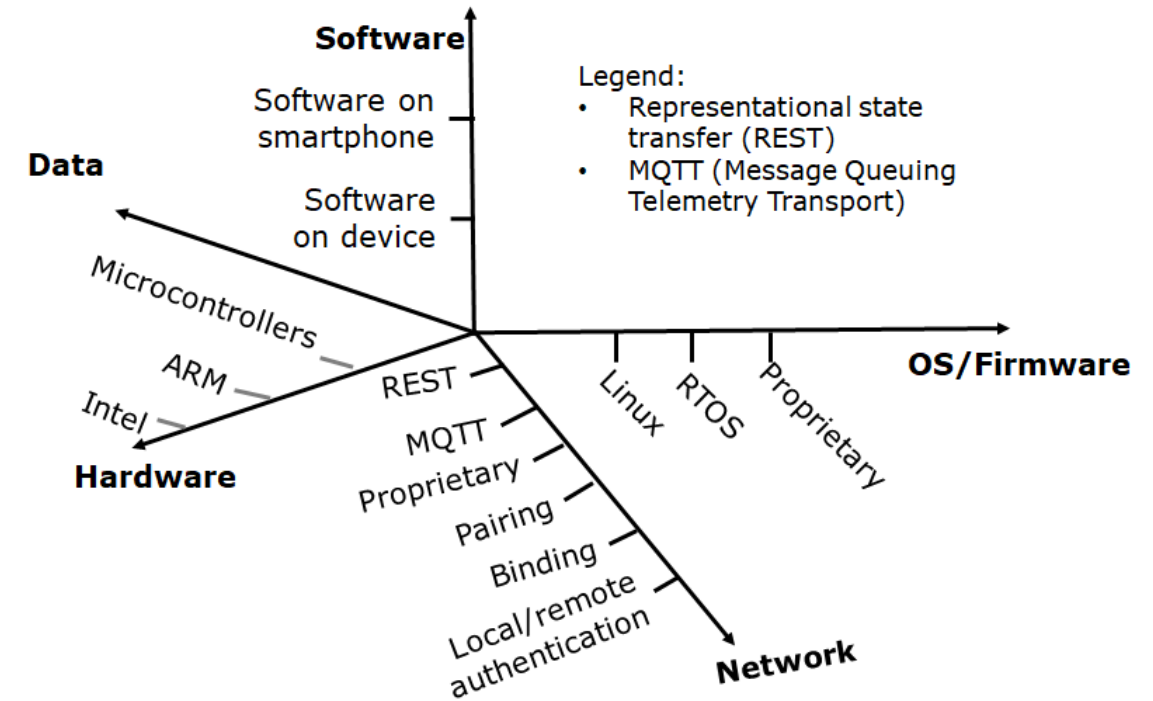 Software
Software on
smartphone
Software
on device
Legend:
• Representational state
transfer (REST)
• MQTT (Message Queuing
Telemetry Transport)
Data
Microcontrollers
ARM
Intel
Hardware
REST
MQTT
Proprietary
Pairing
Binding
Local/remote
authentication
Network
Linux
RTOS
Proprietary
OS/Firmware